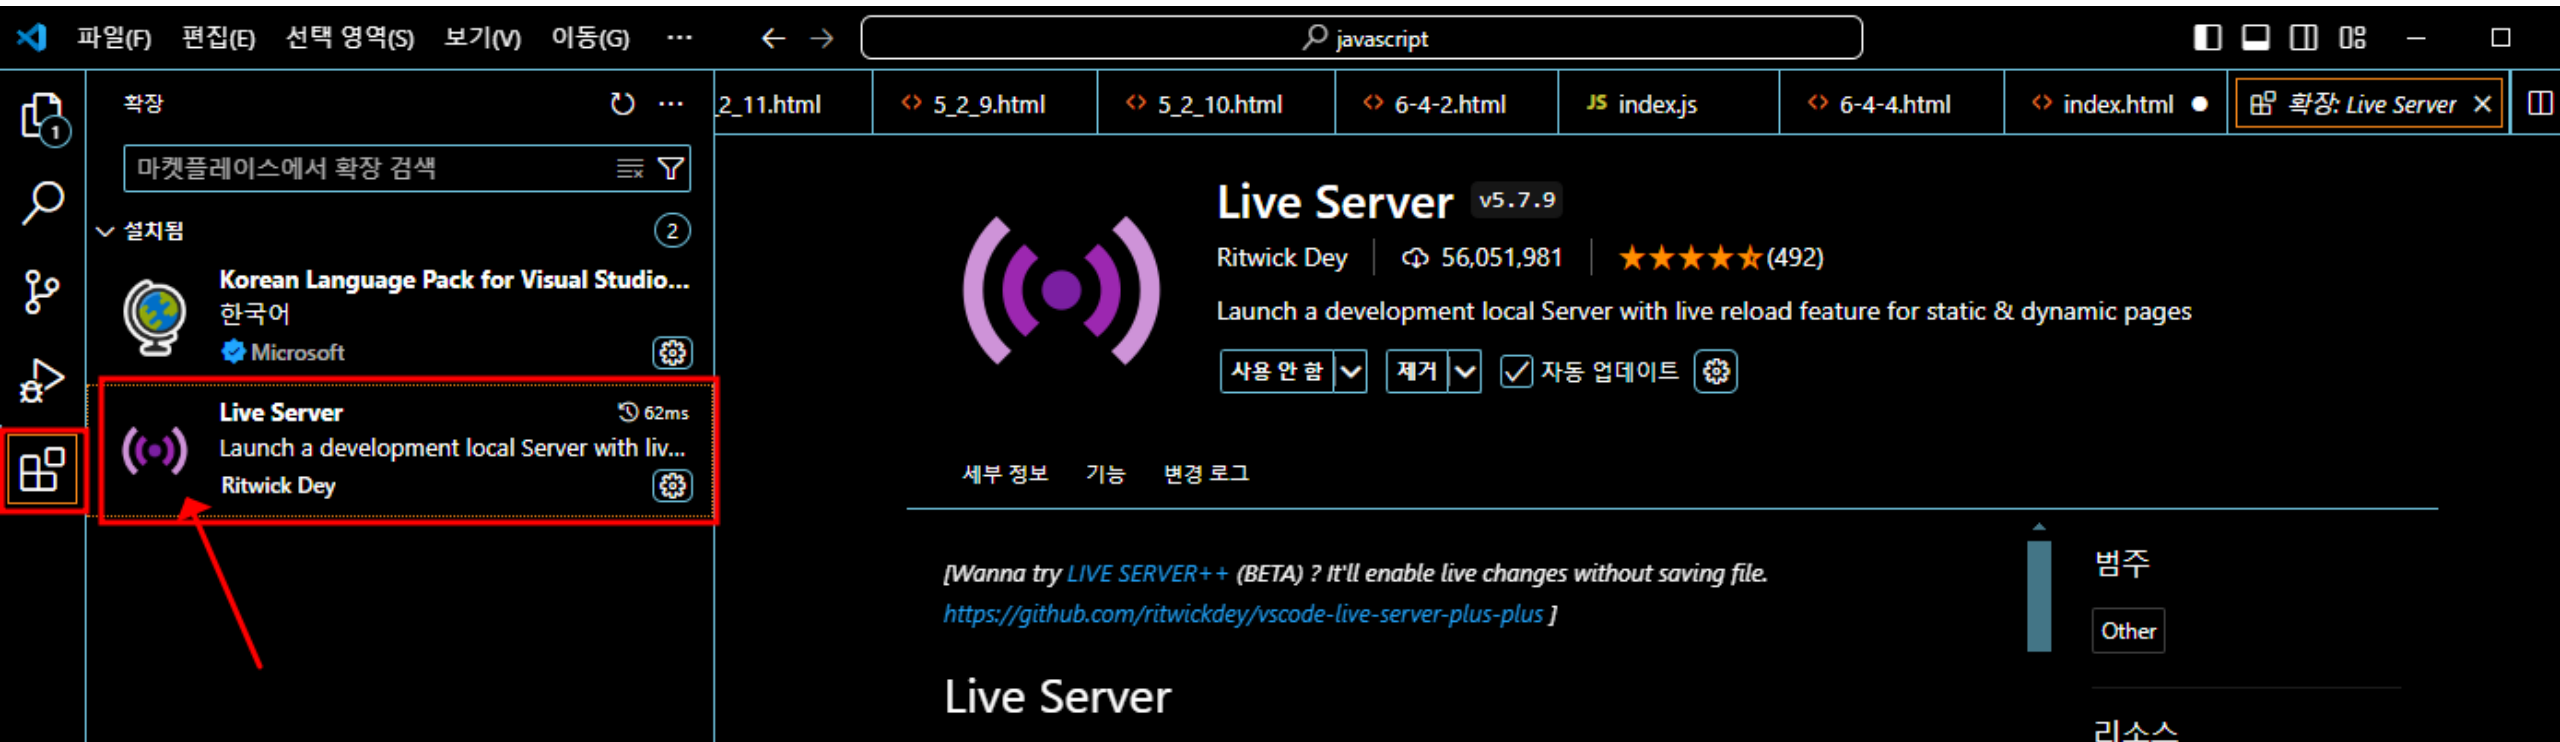 파일(F) 편집(E) 선택 영역(S) 보기(V) 이동(G) ···
javascript
확장 ···
1
마켓플레이스에서 확장 검색
설치됨 2
Korean Language Pack for Visual Studio...
한국어
Microsoft
Live Server 62ms
Launch a development local Server with liv...
Ritwick Dey
2_11.html 5_2_9.html 5_2_10.html 6-4-2.html JS index.js 6-4-4.html index.html ● 확장: Live Server ×
Live Server v5.7.9
Ritwick Dey 56,051,981 ★★★★★(492)
Launch a development local Server with live reload feature for static & dynamic pages
사용 안 함 제거 자동 업데이트
세부 정보 기능 변경 로그
[Wanna try LIVE SERVER++ (BETA) ? It'll enable live changes without saving file.
https://github.com/ritwickdey/vscode-live-server-plus-plus ]
Live Server
범주
Other
리소스